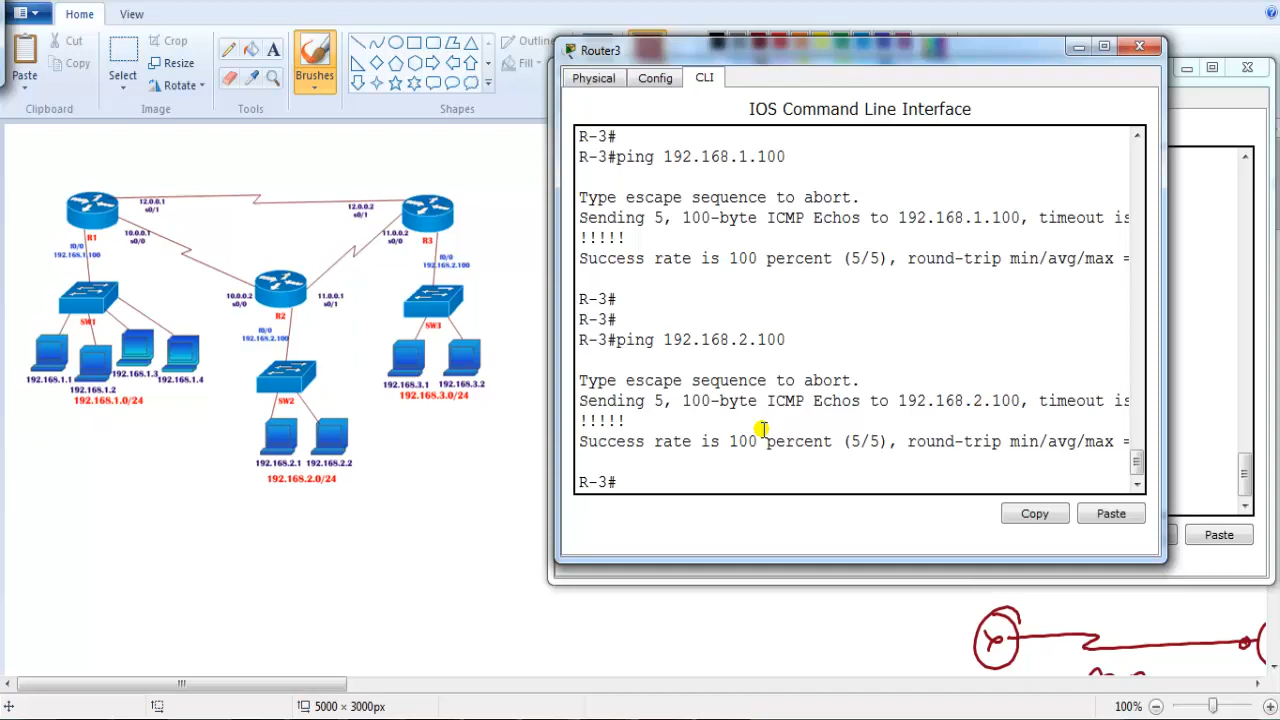 Home
View
Paste
Cut
Copy
Clipboard
Select
Crop
Resize
Rotate
Image
A
Tools
Brushes
Shapes
Outline
Fill
Router3
Physical
Config
CLI
IOS Command Line Interface
R-3#
R-3#ping 192.168.1.100
Type escape sequence to abort.
Sending 5, 100-byte ICMP Echos to 192.168.1.100, timeout is
!!!!!
Success rate is 100 percent (5/5), round-trip min/avg/max =
R-3#
R-3#
R-3#ping 192.168.2.100
Type escape sequence to abort.
Sending 5, 100-byte ICMP Echos to 192.168.2.100, timeout is
!!!!!
Success rate is 100 percent (5/5), round-trip min/avg/max =
R-3#
Copy
Paste
Paste
12.0.0.1
s0/1
12.0.0.2
s0/1
R1
10.0.0.1
s0/0
11.0.0.2
s0/0
R3
f0/0
192.168.1.100
f0/0
192.168.2.100
10.0.0.2
s0/0
11.0.0.1
s0/1
R2
SW1
f0/0
192.168.2.100
SW3
192.168.1.1
192.168.1.2
192.168.1.3
192.168.1.4
192.168.1.0/24
192.168.3.1
192.168.3.2
192.168.3.0/24
SW2
192.168.2.1
192.168.2.2
192.168.2.0/24
5000 × 3000px
100%